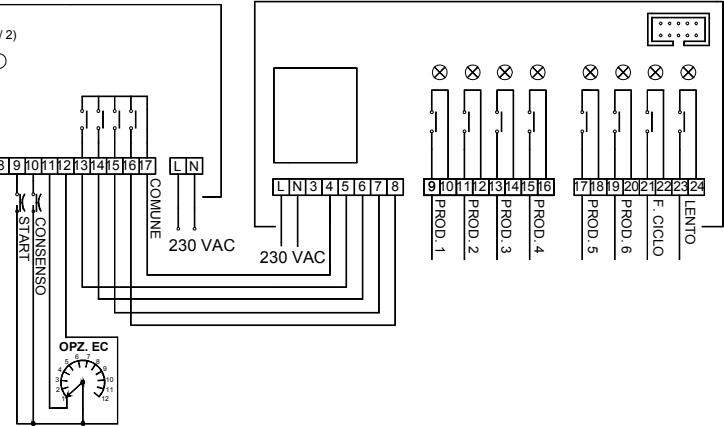 / 2)
8 9 10 11 12 13 14 15 16 17
L N
COMUNE
START
CONSENSO
230 VAC
L N 3 4 5 6 7 8
230 VAC
9 10 11 12 13 14 15 16
PROD. 1
PROD. 2
PROD. 3
PROD. 4
17 18 19 20 21 22 23 24
PROD. 5
PROD. 6
F. CICLO
LENTO
OPZ. EC
1 2 3 4 5 6 7 8 9 10 11 12